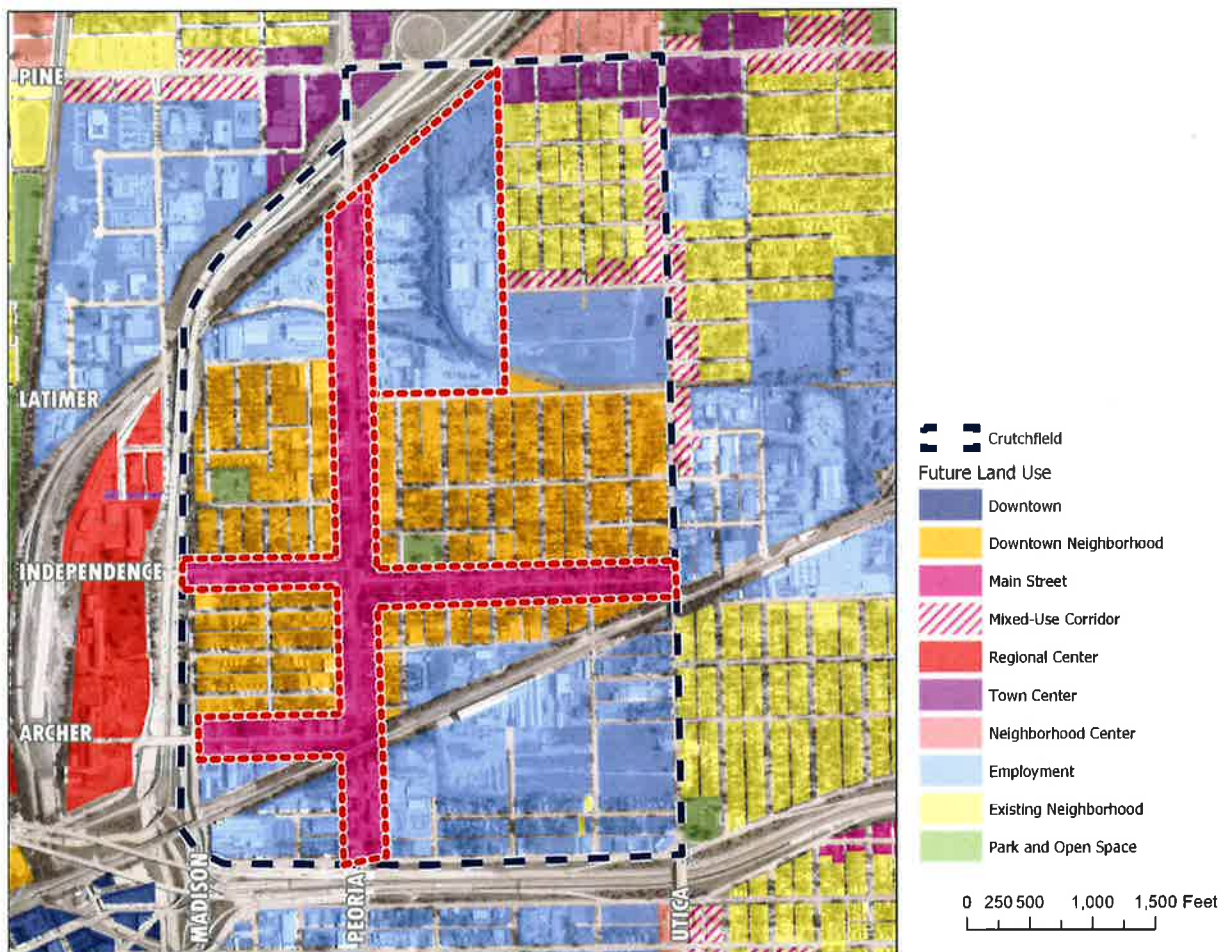 PINE
LATIMER
INDEPENDENCE
ARCHER
MADISON
PEORIA
UTICA
Crutchfield
Future Land Use
Downtown
Downtown Neighborhood
Main Street
Mixed-Use Corridor
Regional Center
Town Center
Neighborhood Center
Employment
Existing Neighborhood
Park and Open Space
0 250 500 1,000 1,500 Feet